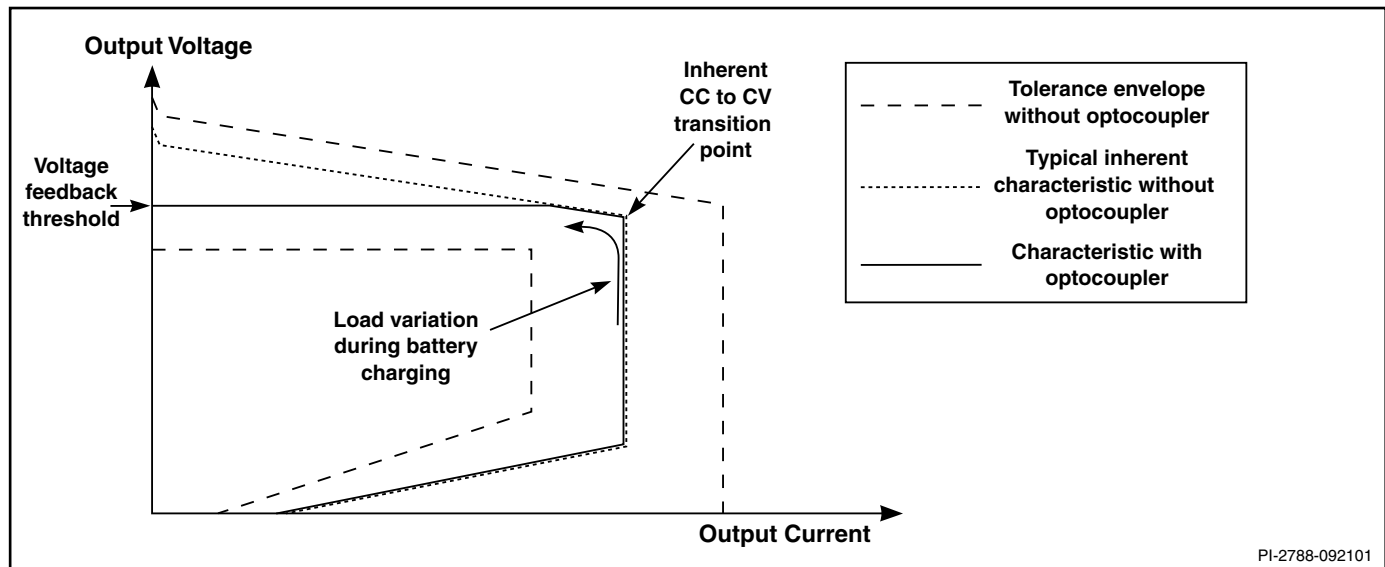 Output Voltage
Inherent
CC to CV
transition
point
Voltage
feedback
threshold
Load variation
during battery
charging
Output Current
Tolerance envelope
without optocoupler
Typical inherent
characteristic without
optocoupler
Characteristic with
optocoupler
PI-2788-092101